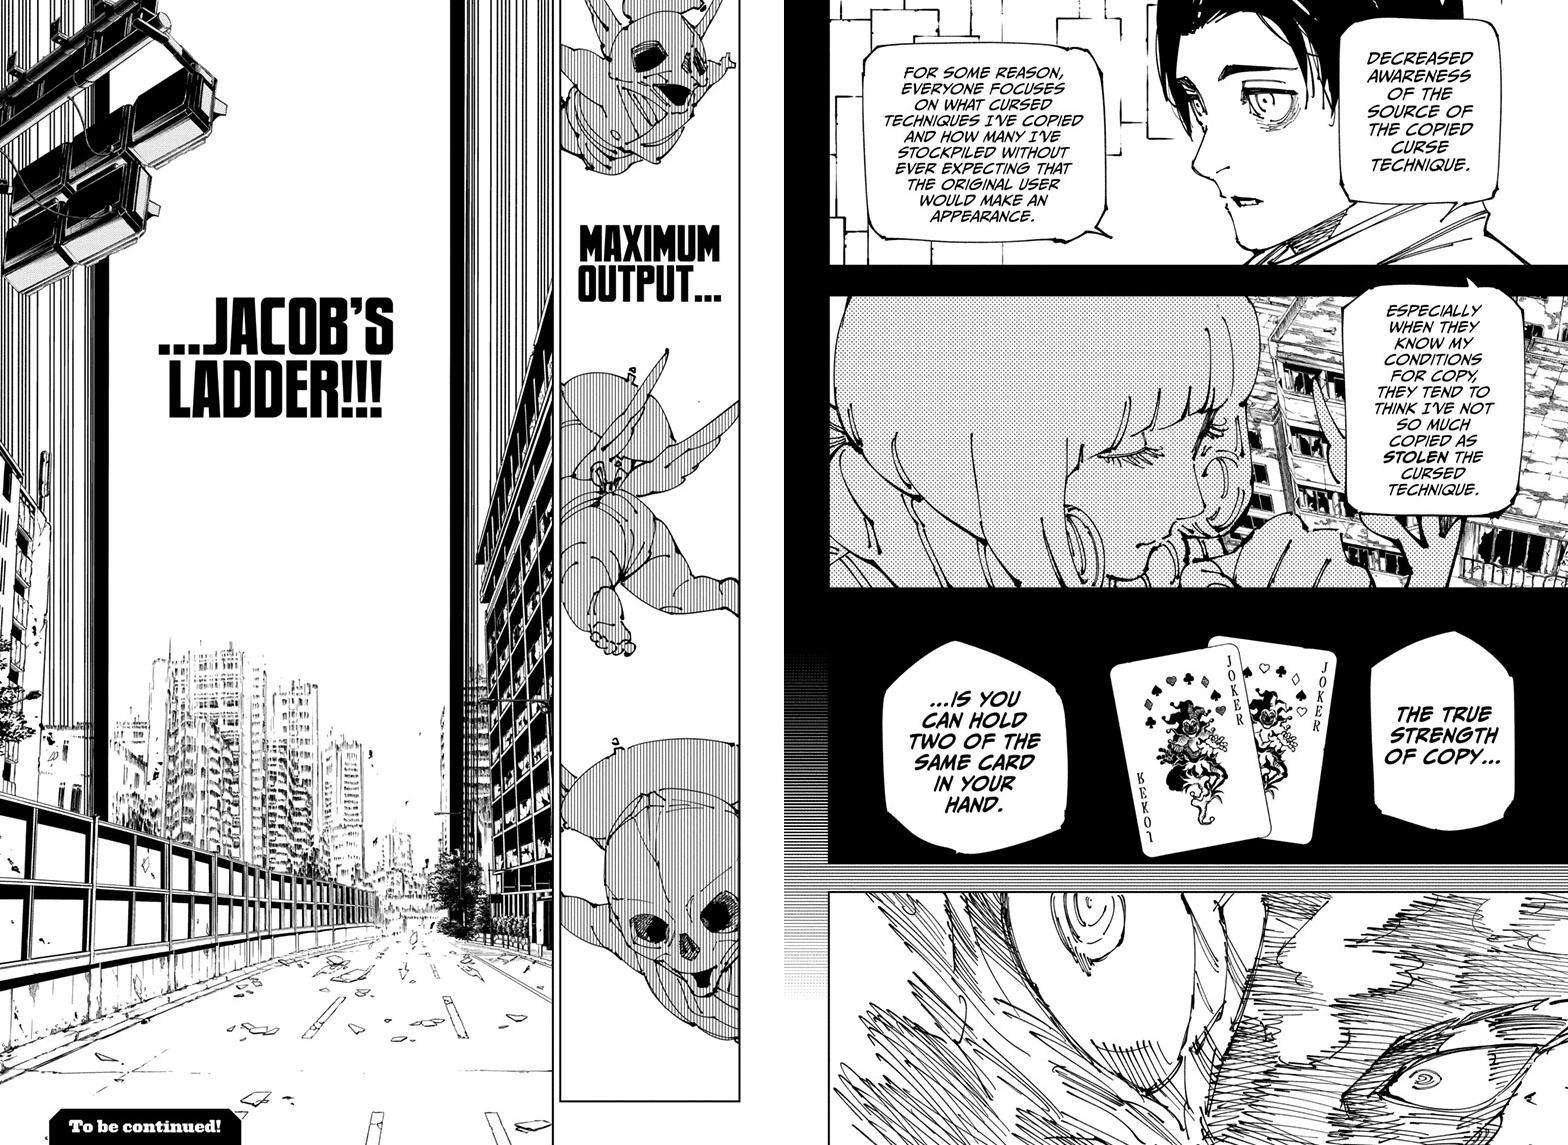 DECREASED
AWARENESS
OF THE
SOURCE OF
THE COPIED
CURSE
TECHNIQUE.
FOR SOME REASON,
EVERYONE FOCUSES
ON WHAT CURSED
TECHNIQUES I'VE COPIED
AND HOW MANY I'VE
STOCKPILED WITHOUT
EVER EXPECTING THAT
THE ORIGINAL USER
WOULD MAKE AN
APPEARANCE.
ESPECIALLY
WHEN THEY
KNOW MY
CONDITIONS
FOR COPY,
THEY TEND TO
THINK I'VE NOT
SO MUCH
COPIED AS
STOLEN THE
CURSED
TECHNIQUE.
THE TRUE
STRENGTH
OF COPY...
JOKER
JOKER
JOKER
...IS YOU
CAN HOLD
TWO OF THE
SAME CARD
IN YOUR
HAND.
MAXIMUM
OUTPUT...
...JACOB'S
LADDER!!!
To be continued!